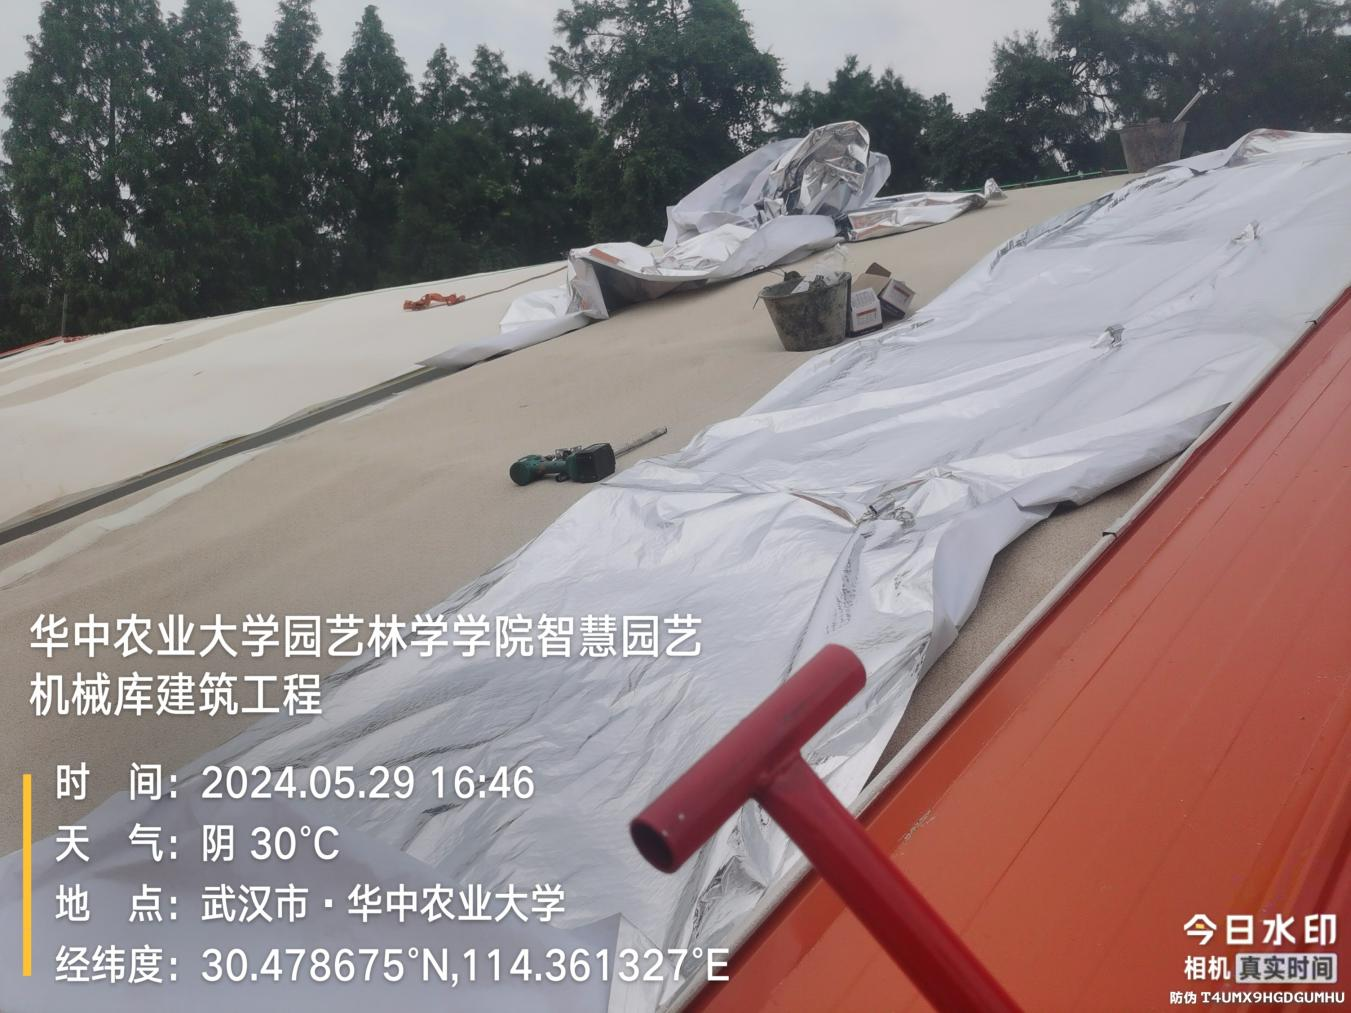 华中农业大学园艺林学学院智慧园艺
机械库建筑工程
时 间：2024.05.29 16:46
天 气：阴 30°C
地 点：武汉市·华中农业大学
经纬度：30.478675°N,114.361327°E
今日水印
相机 真实时间
防伪 T4UMX9HGDGUMHU